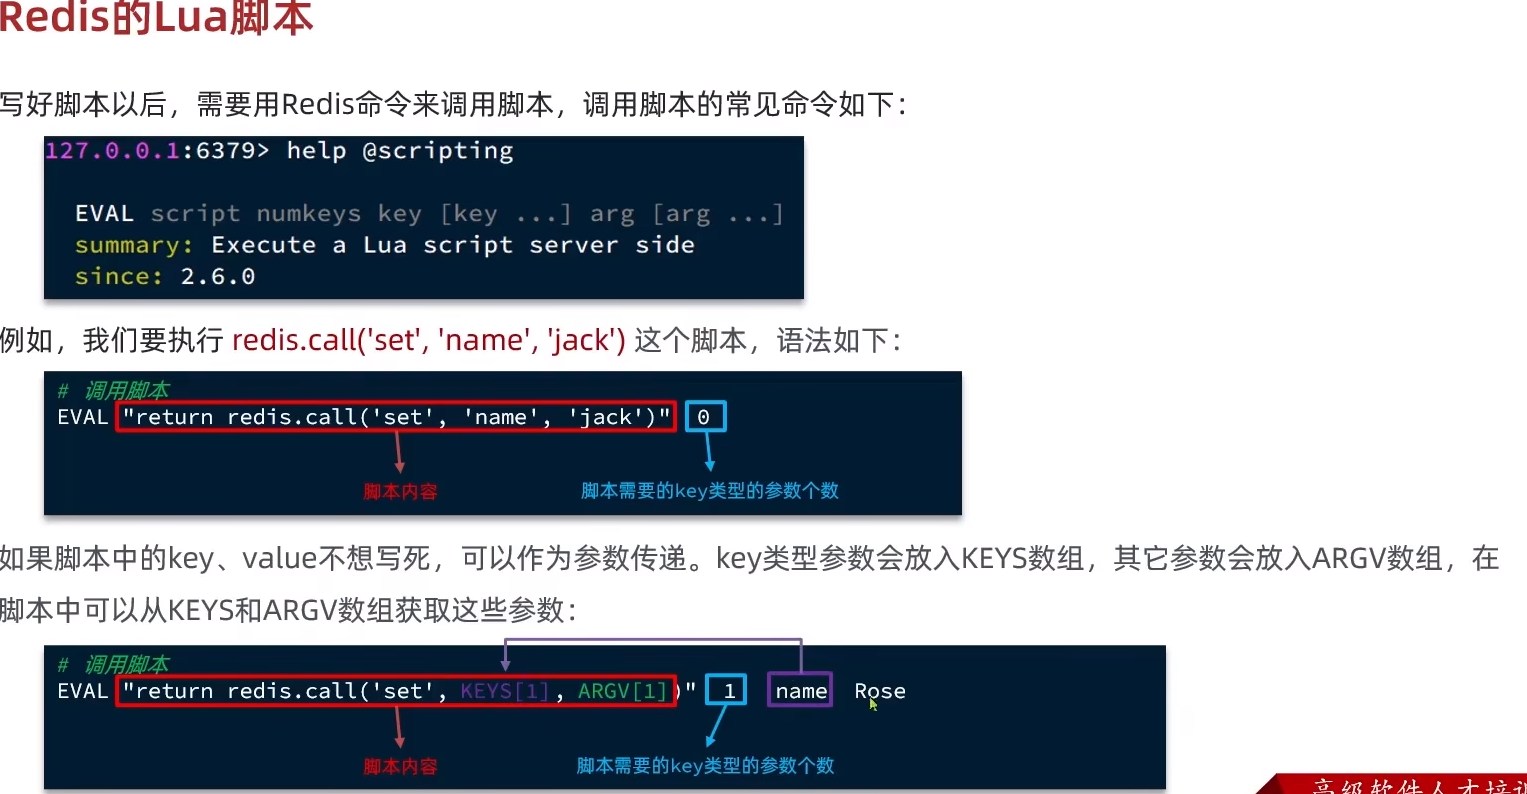 Redis的Lua脚本
写好脚本以后，需要用Redis命令来调用脚本，调用脚本的常见命令如下：
127.0.0.1:6379> help @scripting
EVAL script numkeys key [key ...] arg [arg ...]
summary: Execute a Lua script server side
since: 2.6.0
例如，我们要执行 redis.call('set', 'name', 'jack') 这个脚本，语法如下：
# 调用脚本
EVAL "return redis.call('set', 'name', 'jack')" 0
脚本内容 脚本需要的key类型的参数个数
如果脚本中的key、value不想写死，可以作为参数传递。key类型参数会放入KEYS数组，其它参数会放入ARGV数组，在
脚本中可以从KEYS和ARGV数组获取这些参数：
# 调用脚本
EVAL "return redis.call('set', KEYS[1], ARGV[1])" 1 name Rose
脚本内容 脚本需要的key类型的参数个数
高级软件人才培训